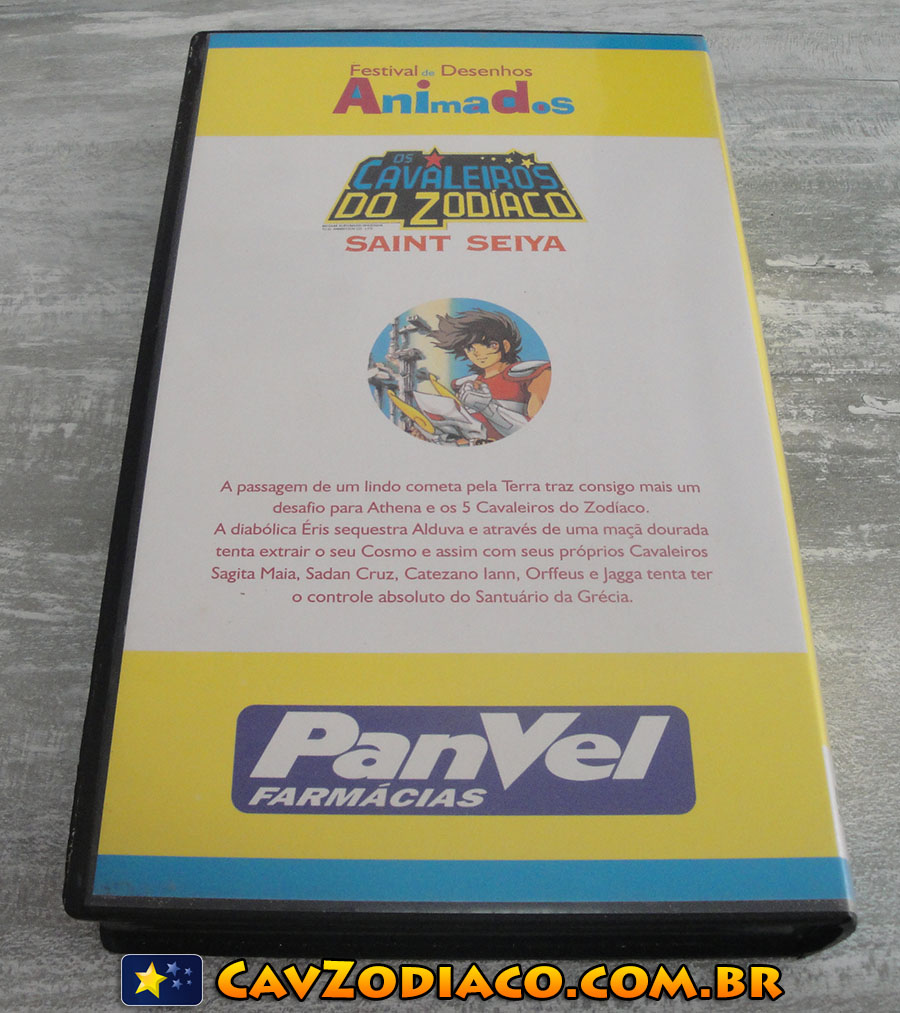 Festival de Desenhos
Animados
OS
CAVALEIROS
DO ZODÍACO
SAINT SEIYA
A passagem de um lindo cometa pela Terra traz consigo mais um
desafio para Athena e os 5 Cavaleiros do Zodíaco.
A diabólica Éris sequestra Alduva e através de uma maçã dourada
tenta extrair o seu Cosmo e assim com seus próprios Cavaleiros
Sagita Maia, Sadan Cruz, Catezano Iann, Orffeus e Jagga tenta ter
o controle absoluto do Santuário da Grécia.
PanVel
FARMÁCIAS
CavZodiaco.com.br